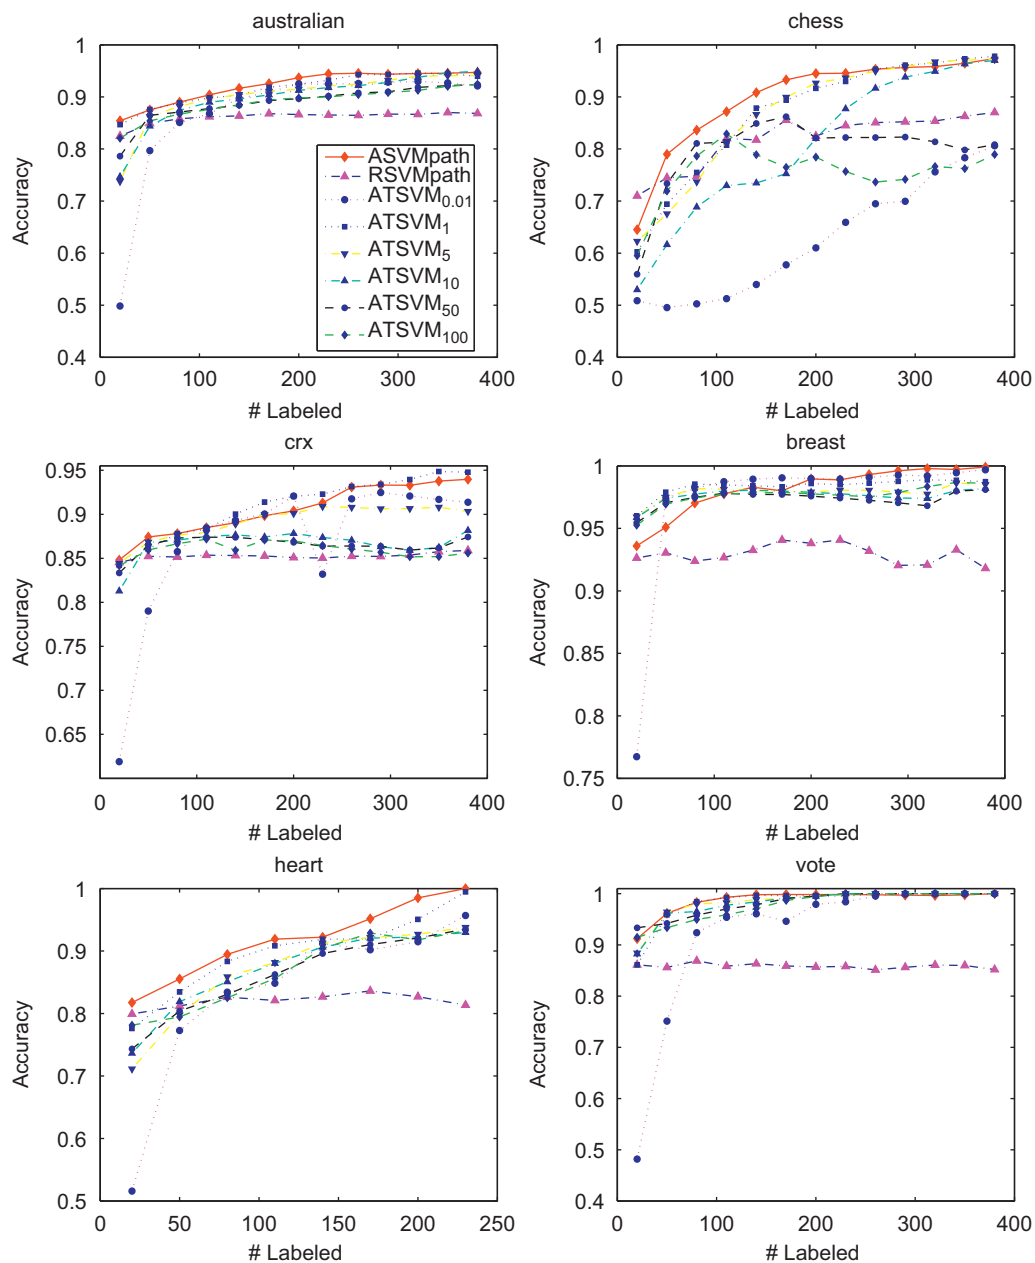 australian
Accuracy
1
0.9
0.8
0.7
0.6
0.5
0.4
0 100 200 300 400
# Labeled
ASVMpath
RSVMpath
ATSVM0.01
ATSVM1
ATSVM5
ATSVM10
ATSVM50
ATSVM100
chess
Accuracy
1
0.9
0.8
0.7
0.6
0.5
0.4
0 100 200 300 400
# Labeled
crx
Accuracy
0.95
0.9
0.85
0.8
0.75
0.7
0.65
0 100 200 300 400
# Labeled
breast
Accuracy
1
0.95
0.9
0.85
0.8
0.75
0 100 200 300 400
# Labeled
heart
Accuracy
1
0.9
0.8
0.7
0.6
0.5
0 50 100 150 200 250
# Labeled
vote
Accuracy
1
0.9
0.8
0.7
0.6
0.5
0.4
0 100 200 300 400
# Labeled